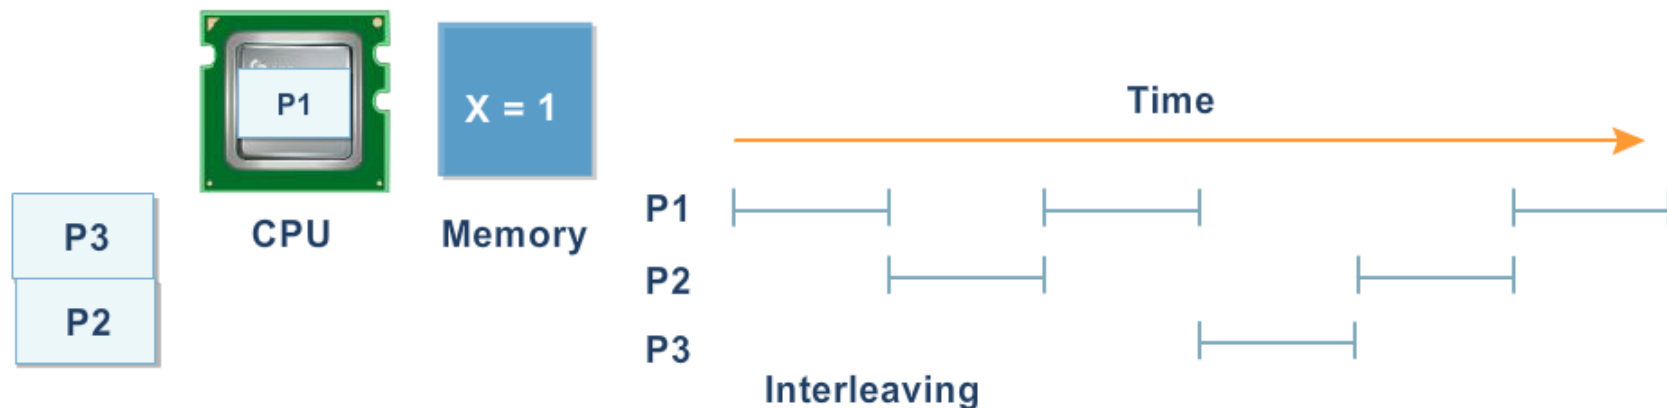 P1
X = 1
Time
P3
CPU
Memory
P1
P2
P2
P3
Interleaving